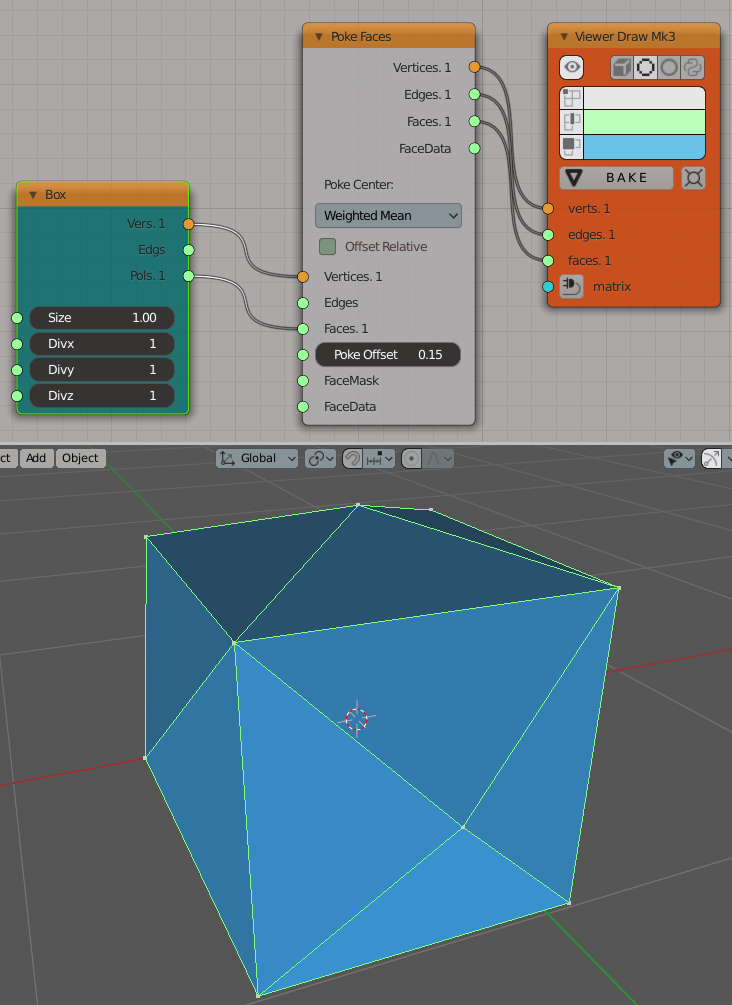 Poke Faces
Vertices. 1
Edges. 1
Faces. 1
FaceData
Poke Center:
Weighted Mean
Offset Relative
Vertices. 1
Edges
Faces. 1
Poke Offset 0.15
FaceMask
FaceData
Viewer Draw Mk3
BAKE
verts. 1
edges. 1
faces. 1
matrix
Box
Vers. 1
Edgs
Pols. 1
Size 1.00
Divx 1
Divy 1
Divz 1
ct Add Object Global